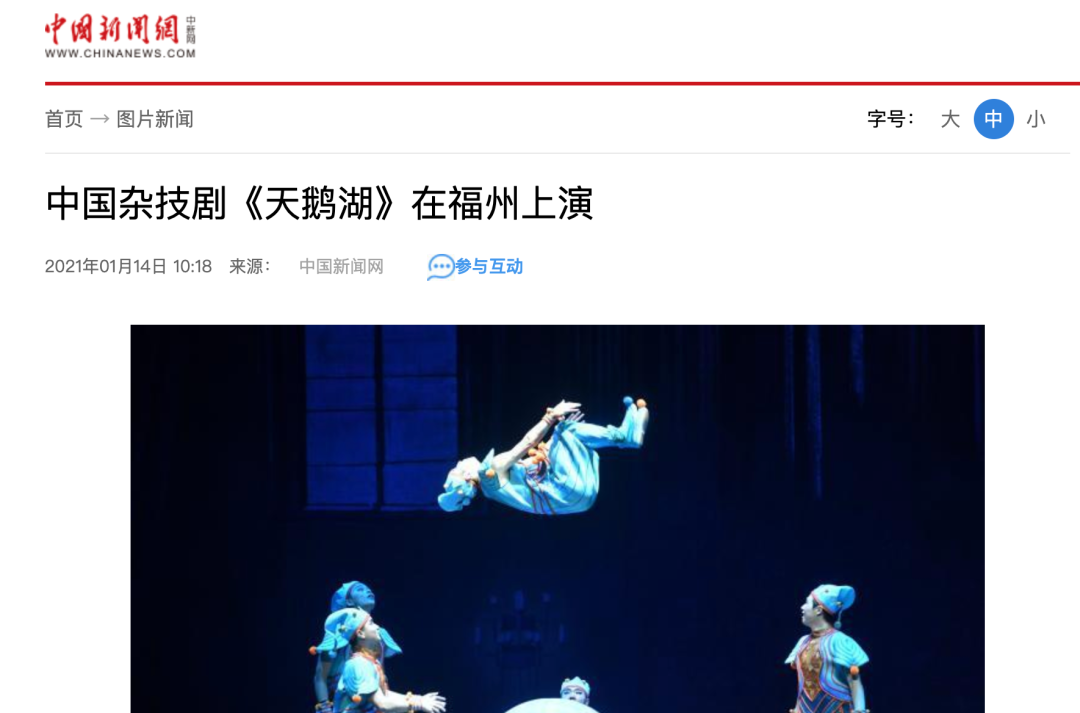 中國新聞網 中新网
WWW.CHINANEWS.COM
首页 → 图片新闻
字号： 大 中 小
中国杂技剧《天鹅湖》在福州上演
2021年01月14日 10:18 来源： 中国新闻网 参与互动